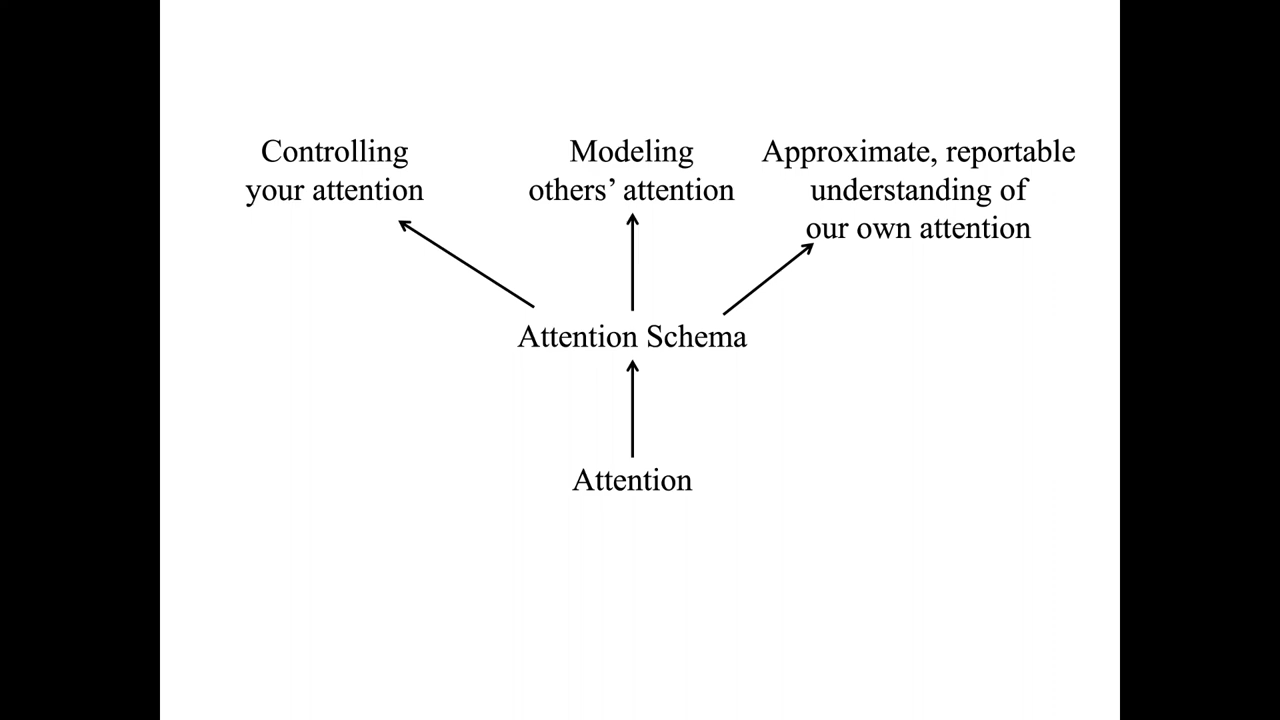 Controlling
your attention
Modeling
others’ attention
Approximate, reportable
understanding of
our own attention
Attention Schema
Attention